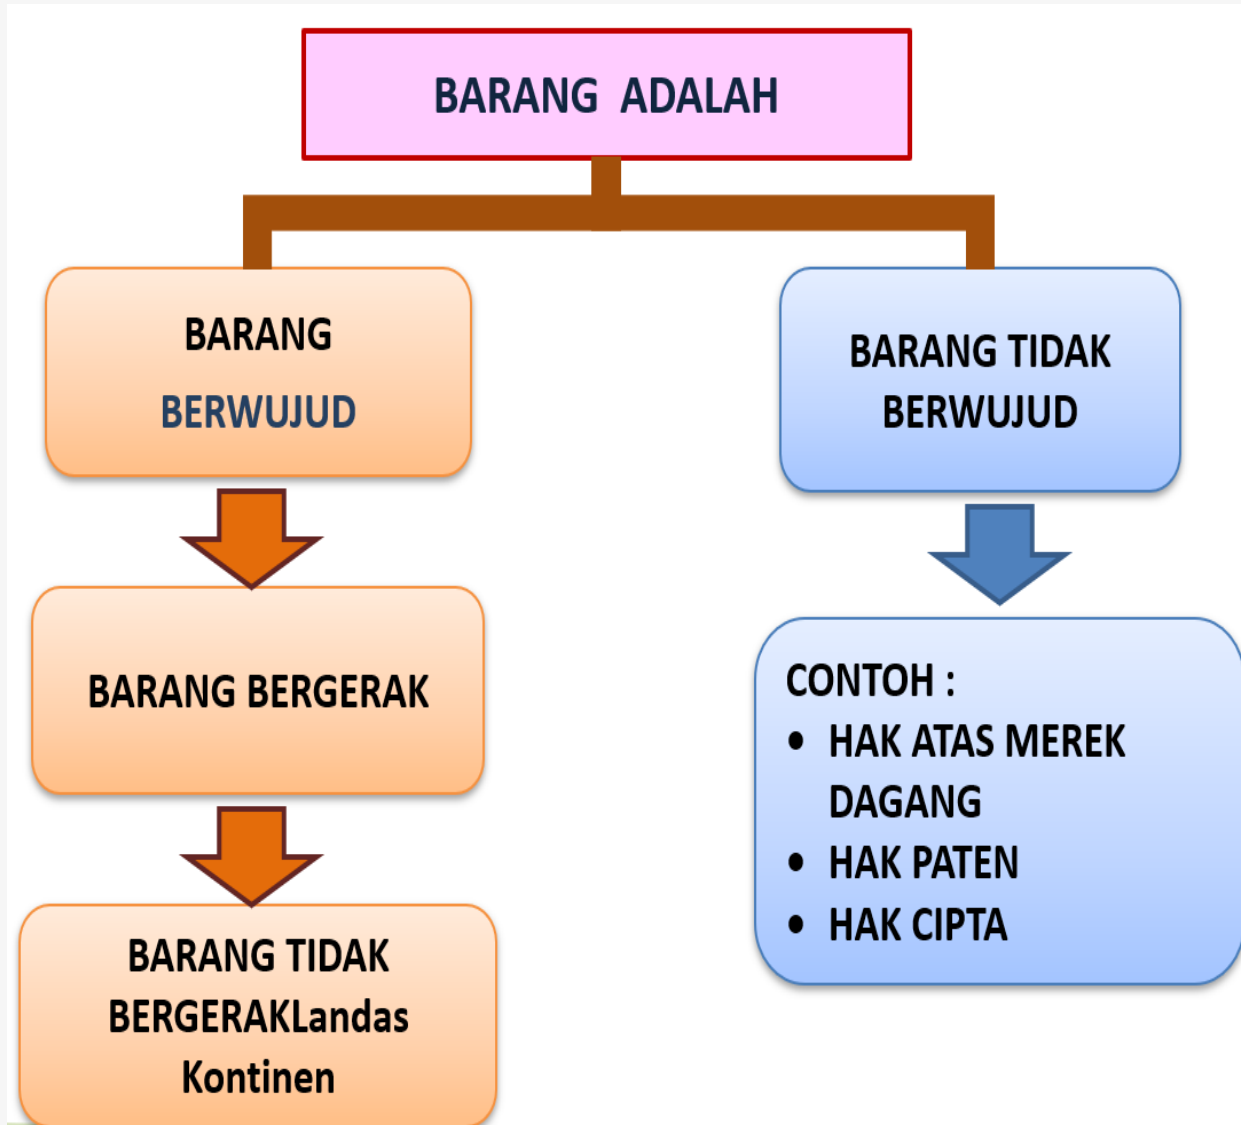 BARANG ADALAH
BARANG
BERWUJUD
BARANG TIDAK
BERWUJUD
BARANG BERGERAK
BARANG TIDAK
BERGERAKLandas
Kontinen
CONTOH :
• HAK ATAS MEREK
DAGANG
• HAK PATEN
• HAK CIPTA